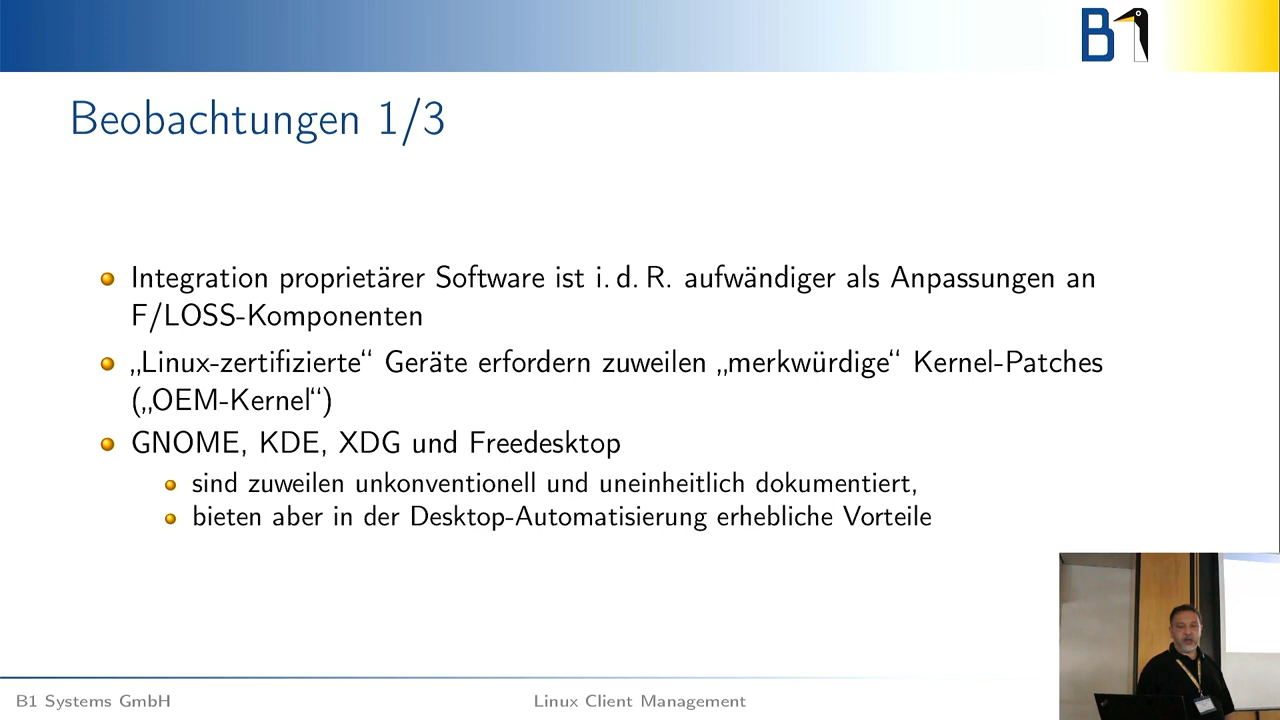 B1
Beobachtungen 1/3
Integration proprietärer Software ist i. d. R. aufwändiger als Anpassungen an
F/LOSS-Komponenten
„Linux-zertifizierte“ Geräte erfordern zuweilen „merkwürdige“ Kernel-Patches
(„OEM-Kernel“)
GNOME, KDE, XDG und Freedesktop
sind zuweilen unkonventionell und uneinheitlich dokumentiert,
bieten aber in der Desktop-Automatisierung erhebliche Vorteile
B1 Systems GmbH
Linux Client Management